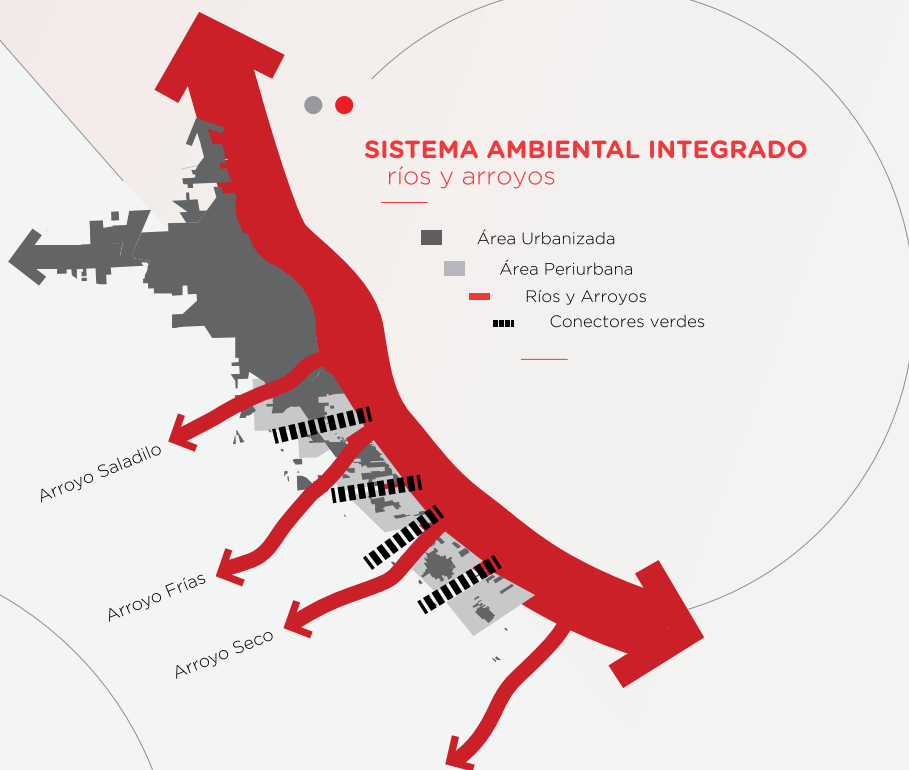 SISTEMA AMBIENTAL INTEGRADO
ríos y arroyos
Área Urbanizada
Área Periurbana
Ríos y Arroyos
Conectores verdes
Arroyo Saladilo
Arroyo Frías
Arroyo Seco